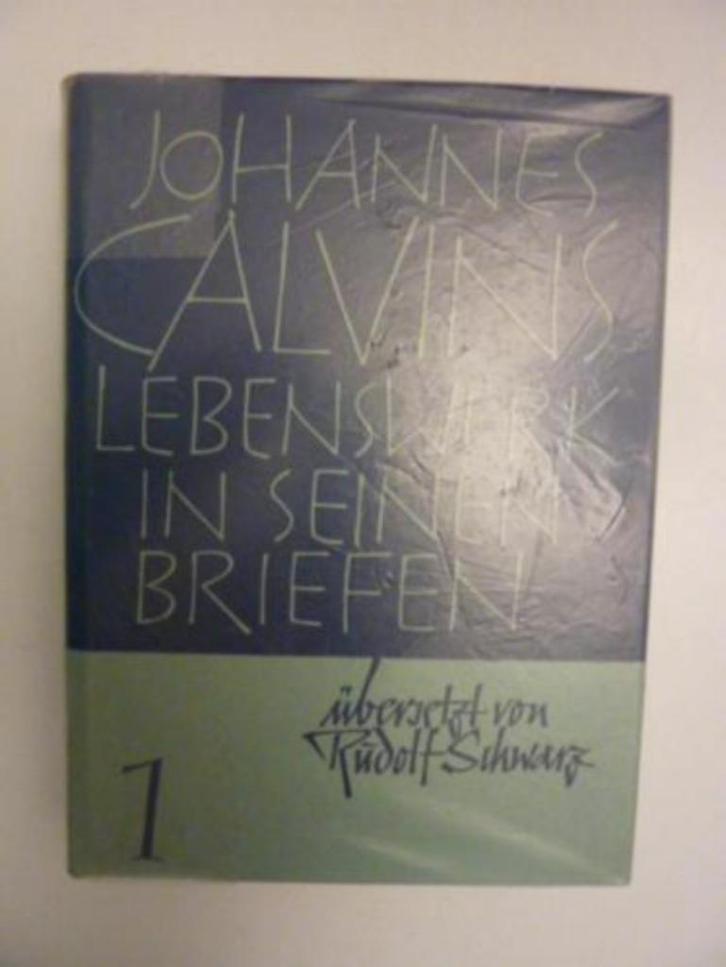 JOHANNES
CALVINS
LEBENSWERK
IN SEINEN
BRIEFEN
übersetzt von
Rudolf Schwarz
1